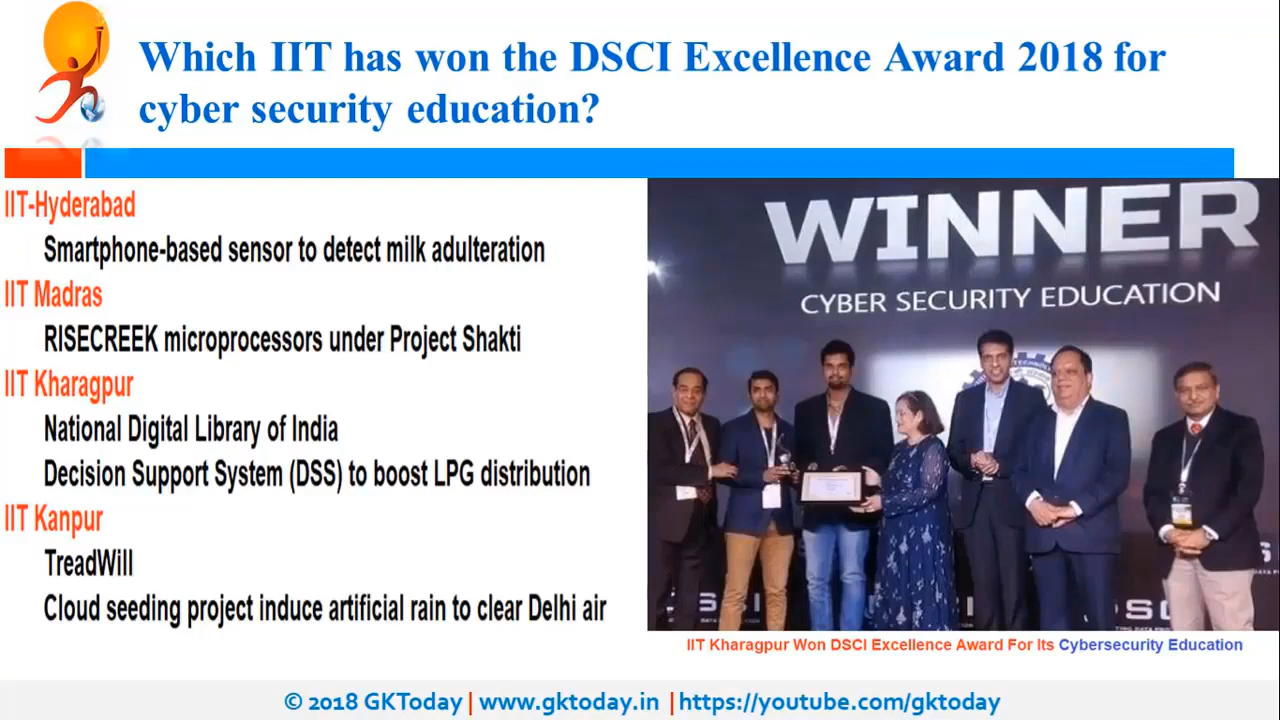 Which IIT has won the DSCI Excellence Award 2018 for
cyber security education?
IIT-Hyderabad
Smartphone-based sensor to detect milk adulteration
IIT Madras
RISECREEK microprocessors under Project Shakti
IIT Kharagpur
National Digital Library of India
Decision Support System (DSS) to boost LPG distribution
IIT Kanpur
TreadWill
Cloud seeding project induce artificial rain to clear Delhi air
WINNER
CYBER SECURITY EDUCATION
IIT Kharagpur Won DSCI Excellence Award For Its Cybersecurity Education
© 2018 GKToday | www.gktoday.in | https://youtube.com/gktoday